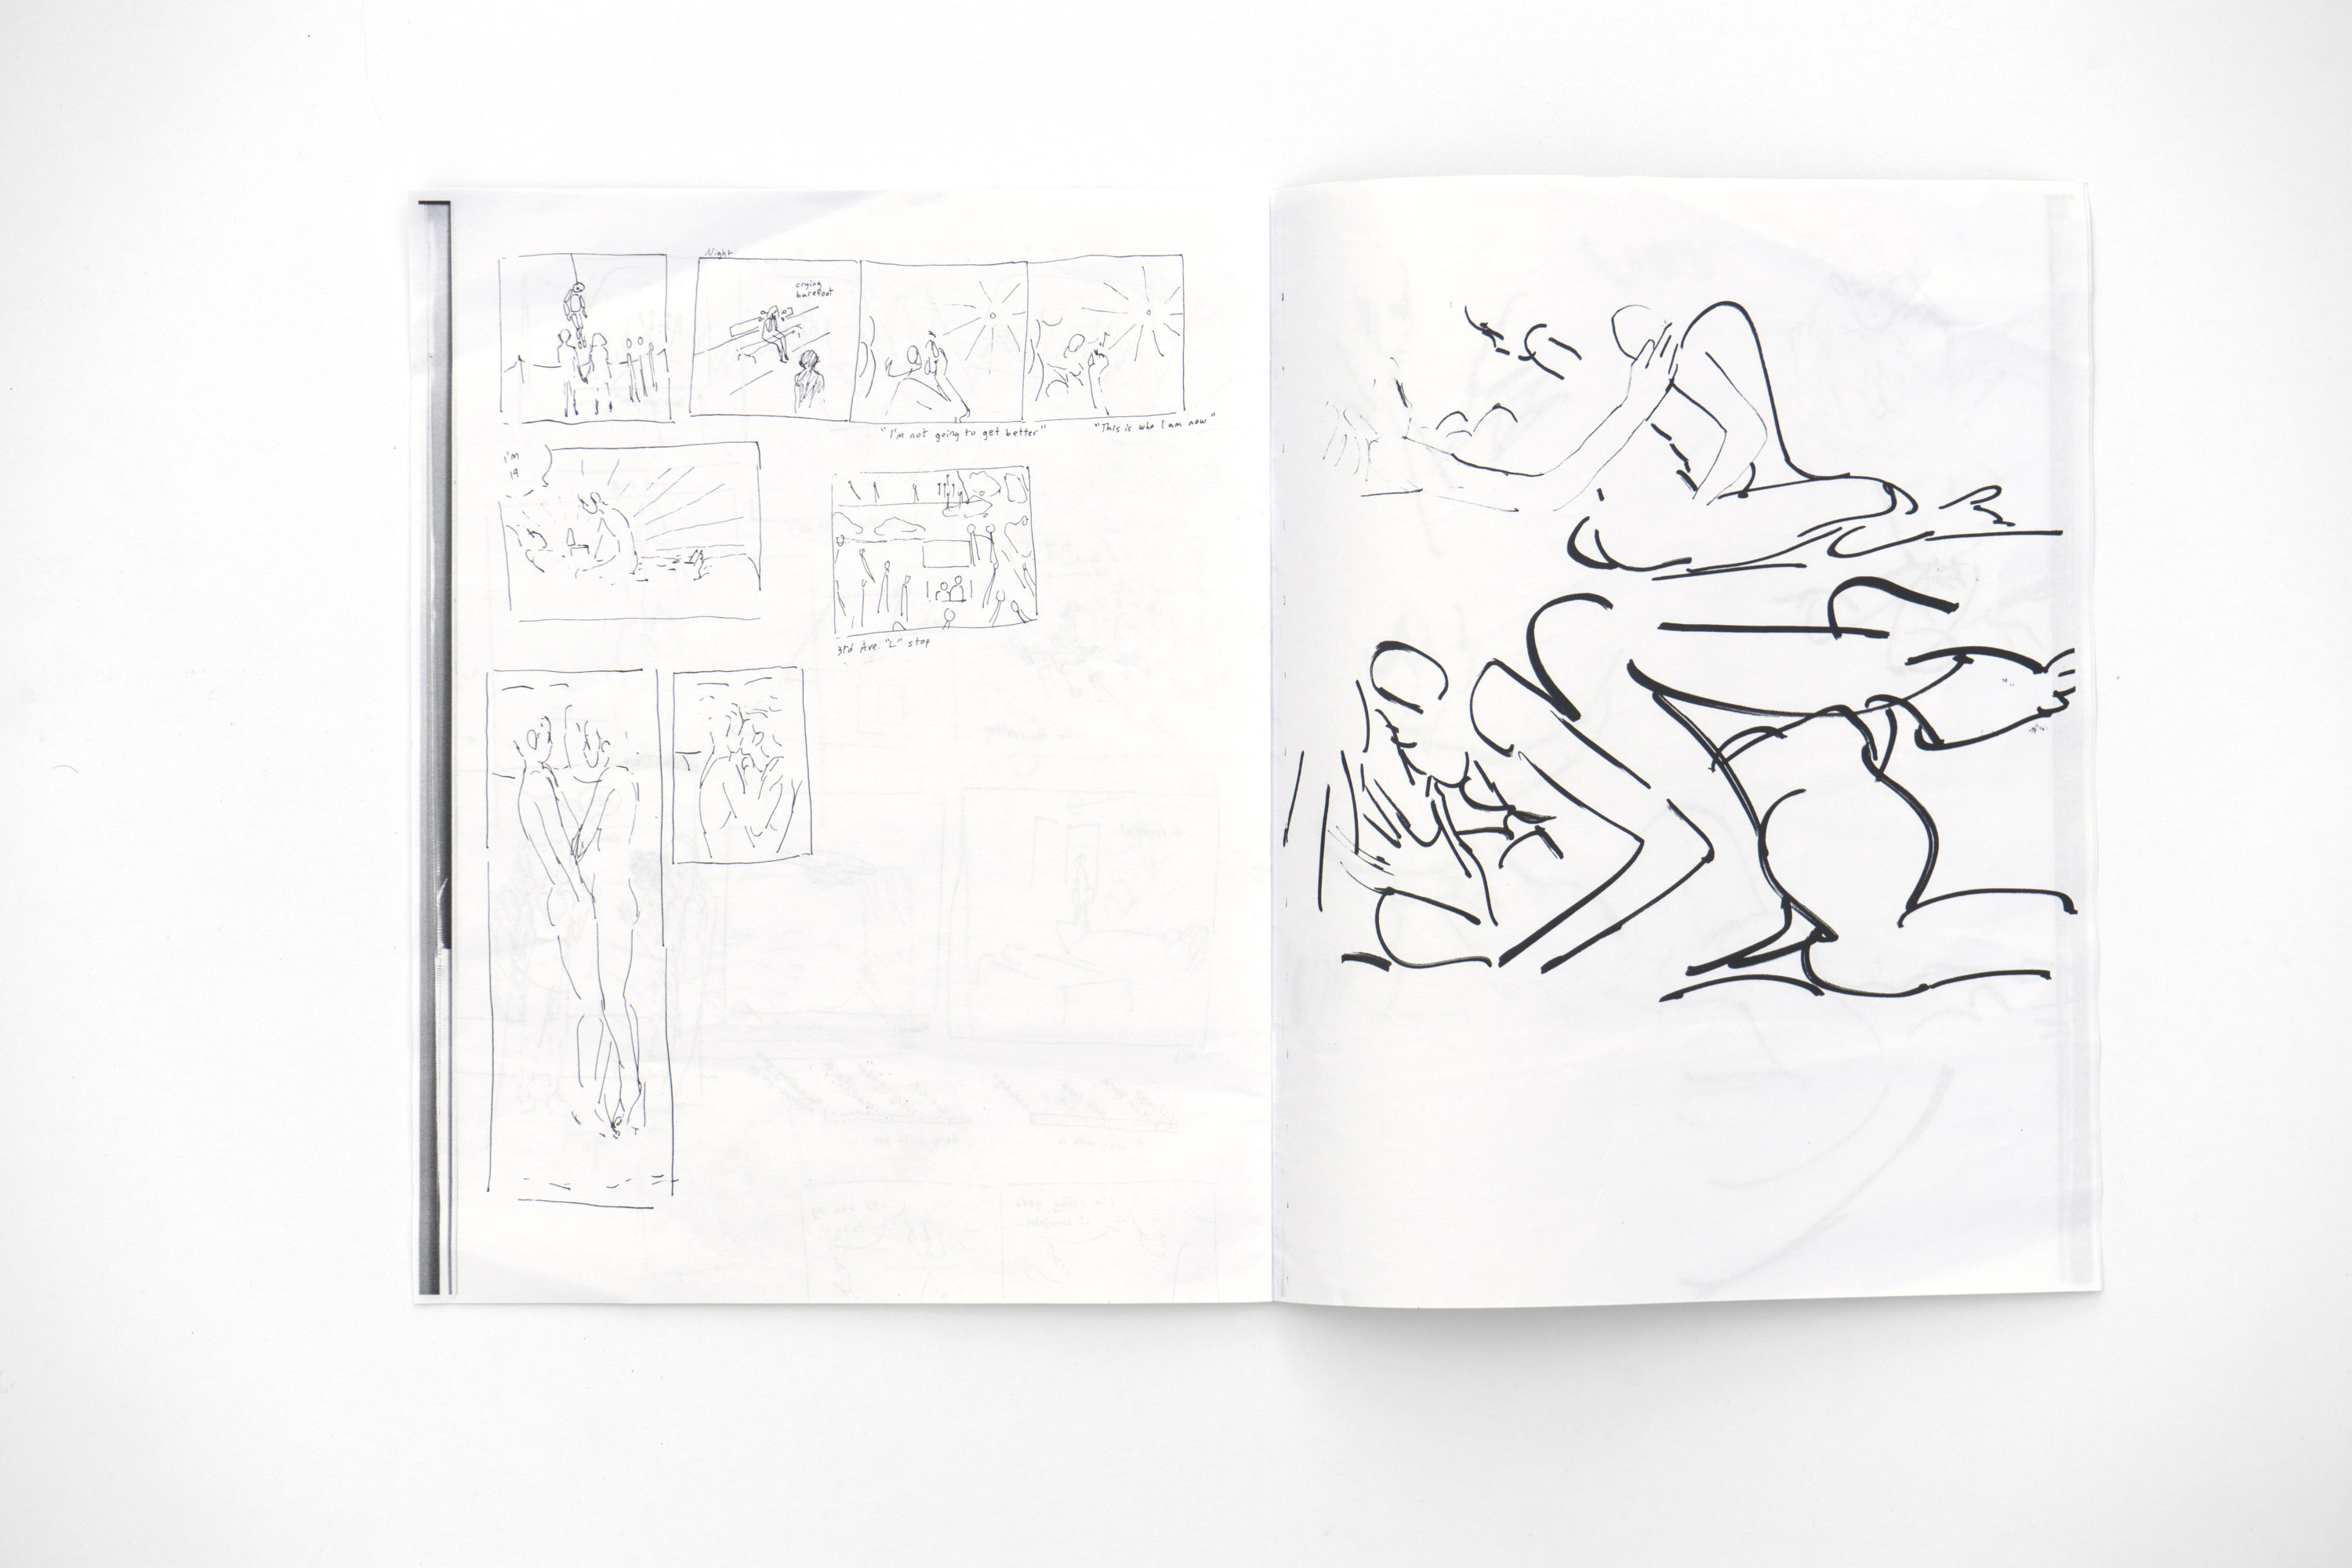 Night
crying
barefoot
"I'm not going to get better"
"This is who I am now"
I'm
19
3rd Ave. "L" stop